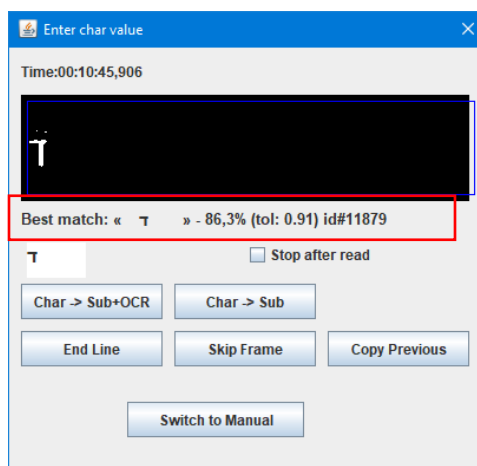 Enter char value
Time:00:10:45,906
ד
Best match: « ד » - 86,3% (tol: 0.91) id#11879
ד Stop after read
Char -> Sub+OCR Char -> Sub
End Line Skip Frame Copy Previous
Switch to Manual